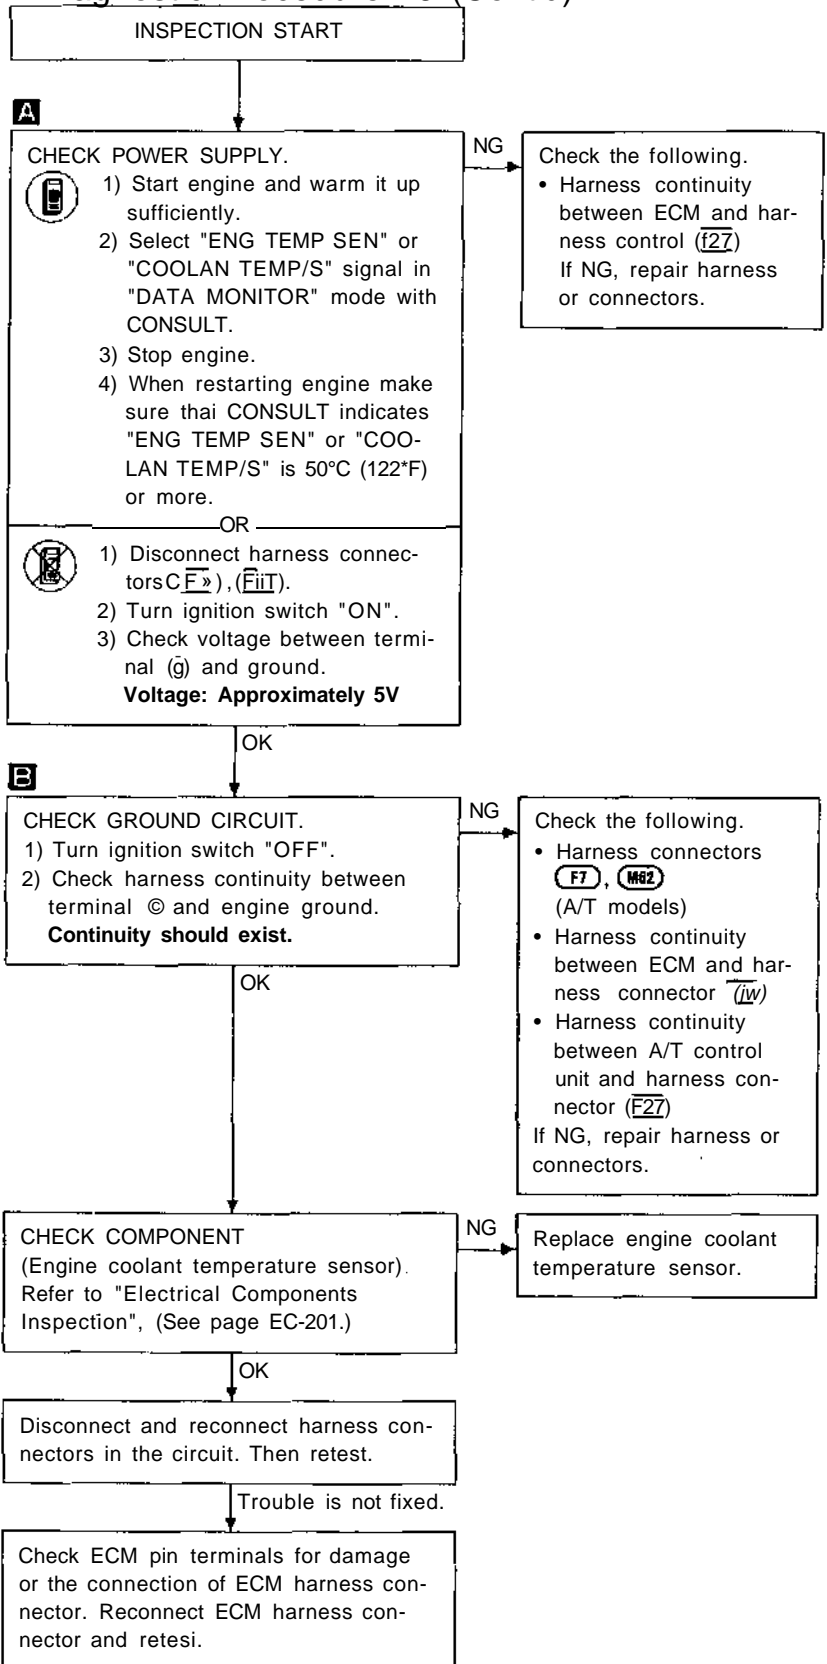 INSPECTION START
A
CHECK POWER SUPPLY.
1) Start engine and warm it up
sufficiently.
2) Select "ENG TEMP SEN" or
"COOLAN TEMP/S" signal in
"DATA MONITOR" mode with
CONSULT.
3) Stop engine.
4) When restarting engine make
sure thai CONSULT indicates
"ENG TEMP SEN" or "COO-
LAN TEMP/S" is 50°C (122*F)
or more.
OR
1) Disconnect harness connec-
tors C F » ) , (FiiT).
2) Turn ignition switch "ON".
3) Check voltage between termi-
nal (g) and ground.
Voltage: Approximately 5V
NG
Check the following.
• Harness continuity
between ECM and har-
ness control (f27)
If NG, repair harness
or connectors.
OK
B
CHECK GROUND CIRCUIT.
1) Turn ignition switch "OFF".
2) Check harness continuity between
terminal © and engine ground.
Continuity should exist.
NG
Check the following.
• Harness connectors
F7 , M62
(A/T models)
• Harness continuity
between ECM and har-
ness connector (jw)
• Harness continuity
between A/T control
unit and harness con-
nector (F27)
If NG, repair harness or
connectors.
OK
CHECK COMPONENT
(Engine coolant temperature sensor).
Refer to "Electrical Components
Inspection", (See page EC-201.)
NG
Replace engine coolant
temperature sensor.
OK
Disconnect and reconnect harness con-
nectors in the circuit. Then retest.
Trouble is not fixed.
Check ECM pin terminals for damage
or the connection of ECM harness con-
nector. Reconnect ECM harness con-
nector and retesi.